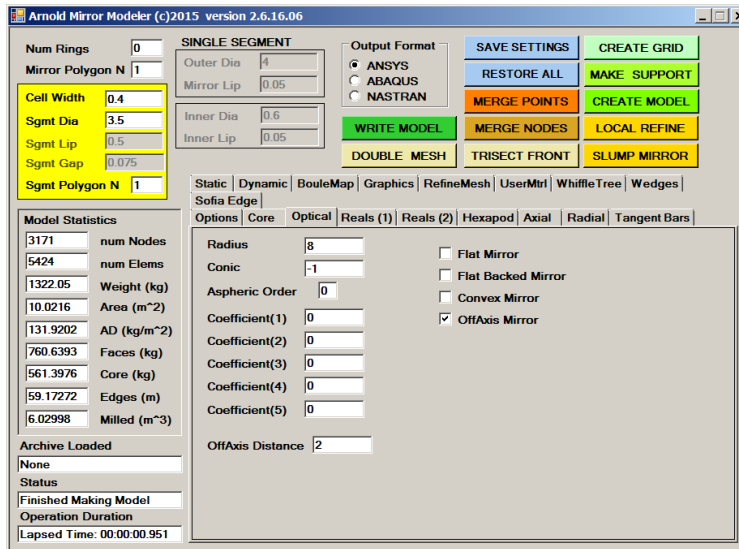 Arnold Mirror Modeler (c)2015 version 2.6.16.06
Num Rings 0
Mirror Polygon N 1
Cell Width 0.4
Sgmt Dia 3.5
Sgmt Lip 0.5
Sgmt Gap 0.075
Sgmt Polygon N 1
SINGLE SEGMENT
Outer Dia 4
Mirror Lip 0.05
Inner Dia 0.6
Inner Lip 0.05
Output Format
ANSYS
ABAQUS
NASTRAN
WRITE MODEL
DOUBLE MESH
SAVE SETTINGS
CREATE GRID
RESTORE ALL
MAKE SUPPORT
MERGE POINTS
CREATE MODEL
MERGE NODES
LOCAL REFINE
TRISECT FRONT
SLUMP MIRROR
Static Dynamic BouleMap Graphics RefineMesh UserMtrl WhiffleTree Wedges
Sofia Edge
Options Core Optical Reals (1) Reals (2) Hexapod Axial Radial Tangent Bars
Model Statistics
3171 num Nodes
5424 num Elems
1322.05 Weight (kg)
10.0216 Area (m^2)
131.9202 AD (kg/m^2)
760.6393 Faces (kg)
561.3976 Core (kg)
59.17272 Edges (m)
6.02998 Milled (m^3)
Archive Loaded
None
Status
Finished Making Model
Operation Duration
Lapsed Time: 00:00:00.951
Radius 8
Conic -1
Aspheric Order 0
Coefficient(1) 0
Coefficient(2) 0
Coefficient(3) 0
Coefficient(4) 0
Coefficient(5) 0
OffAxis Distance 2
Flat Mirror
Flat Backed Mirror
Convex Mirror
OffAxis Mirror